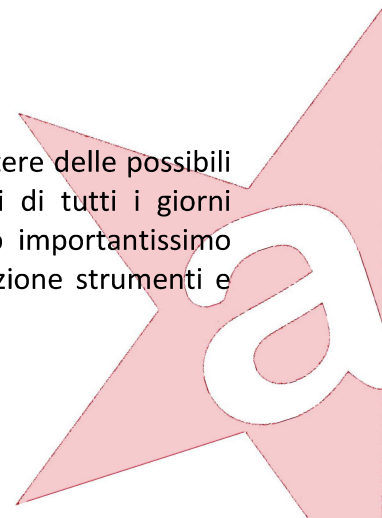 tere delle possibili
i di tutti i giorni
o importantissimo
zione strumenti e
a